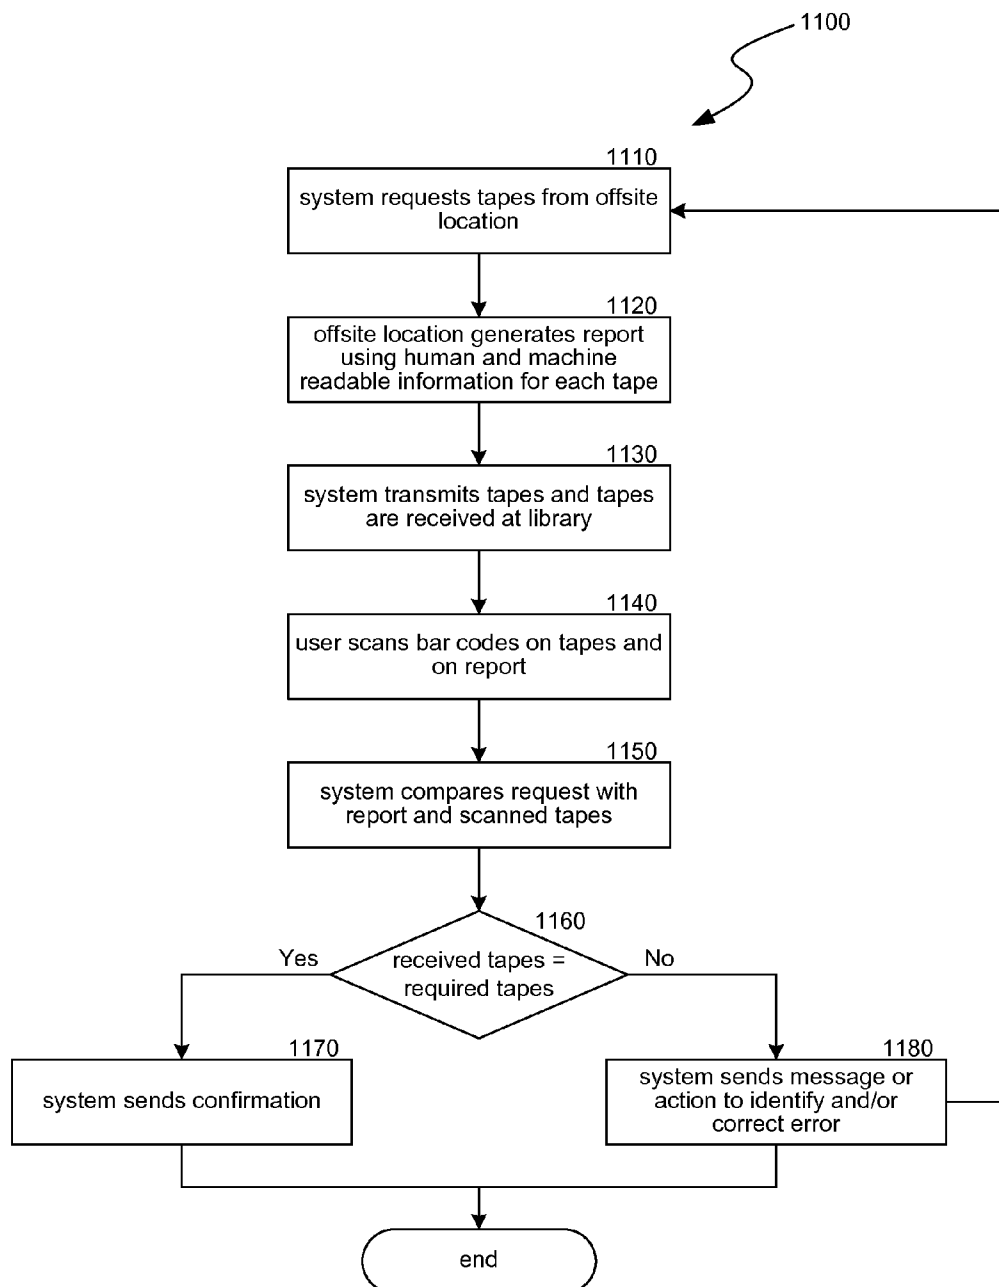 1100
1110
system requests tapes from offsite
location
1120
offsite location generates report
using human and machine
readable information for each tape
1130
system transmits tapes and tapes
are received at library
1140
user scans bar codes on tapes and
on report
1150
system compares request with
report and scanned tapes
1160
received tapes =
required tapes
Yes
No
1170
system sends confirmation
1180
system sends message or
action to identify and/or
correct error
end